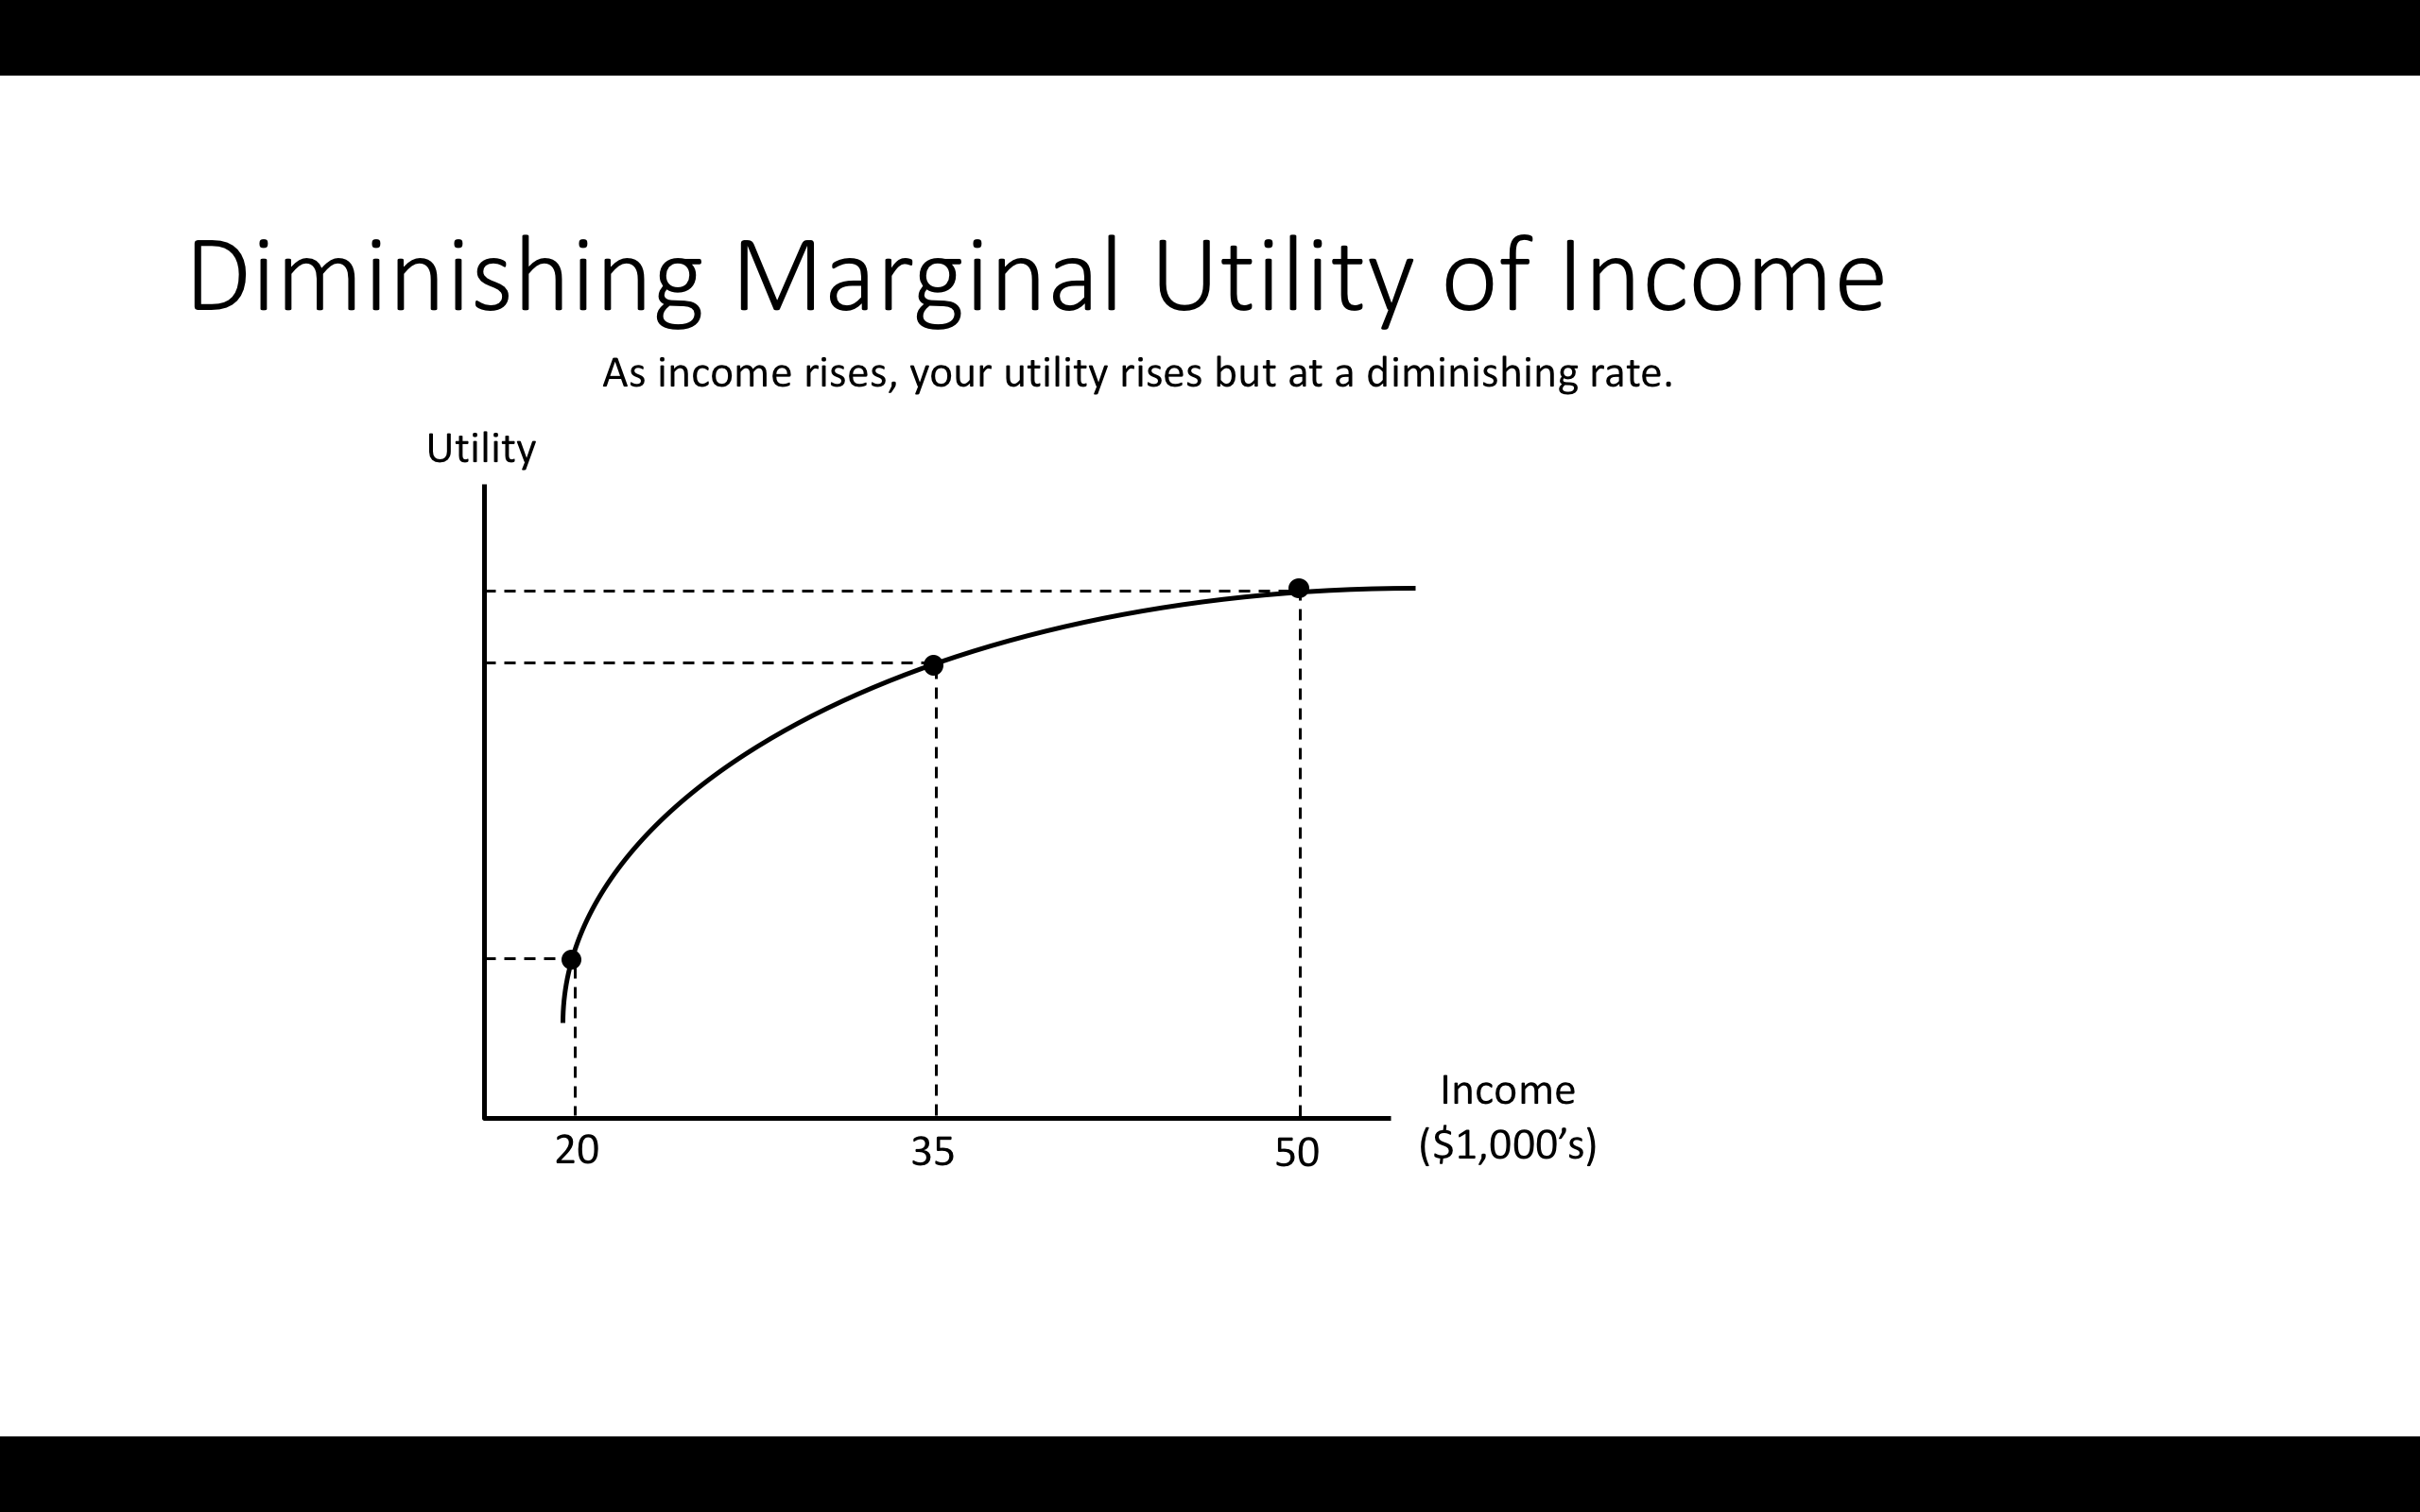 Diminishing Marginal Utility of Income
As income rises, your utility rises but at a diminishing rate.
Utility
Income
($1,000’s)
20
35
50